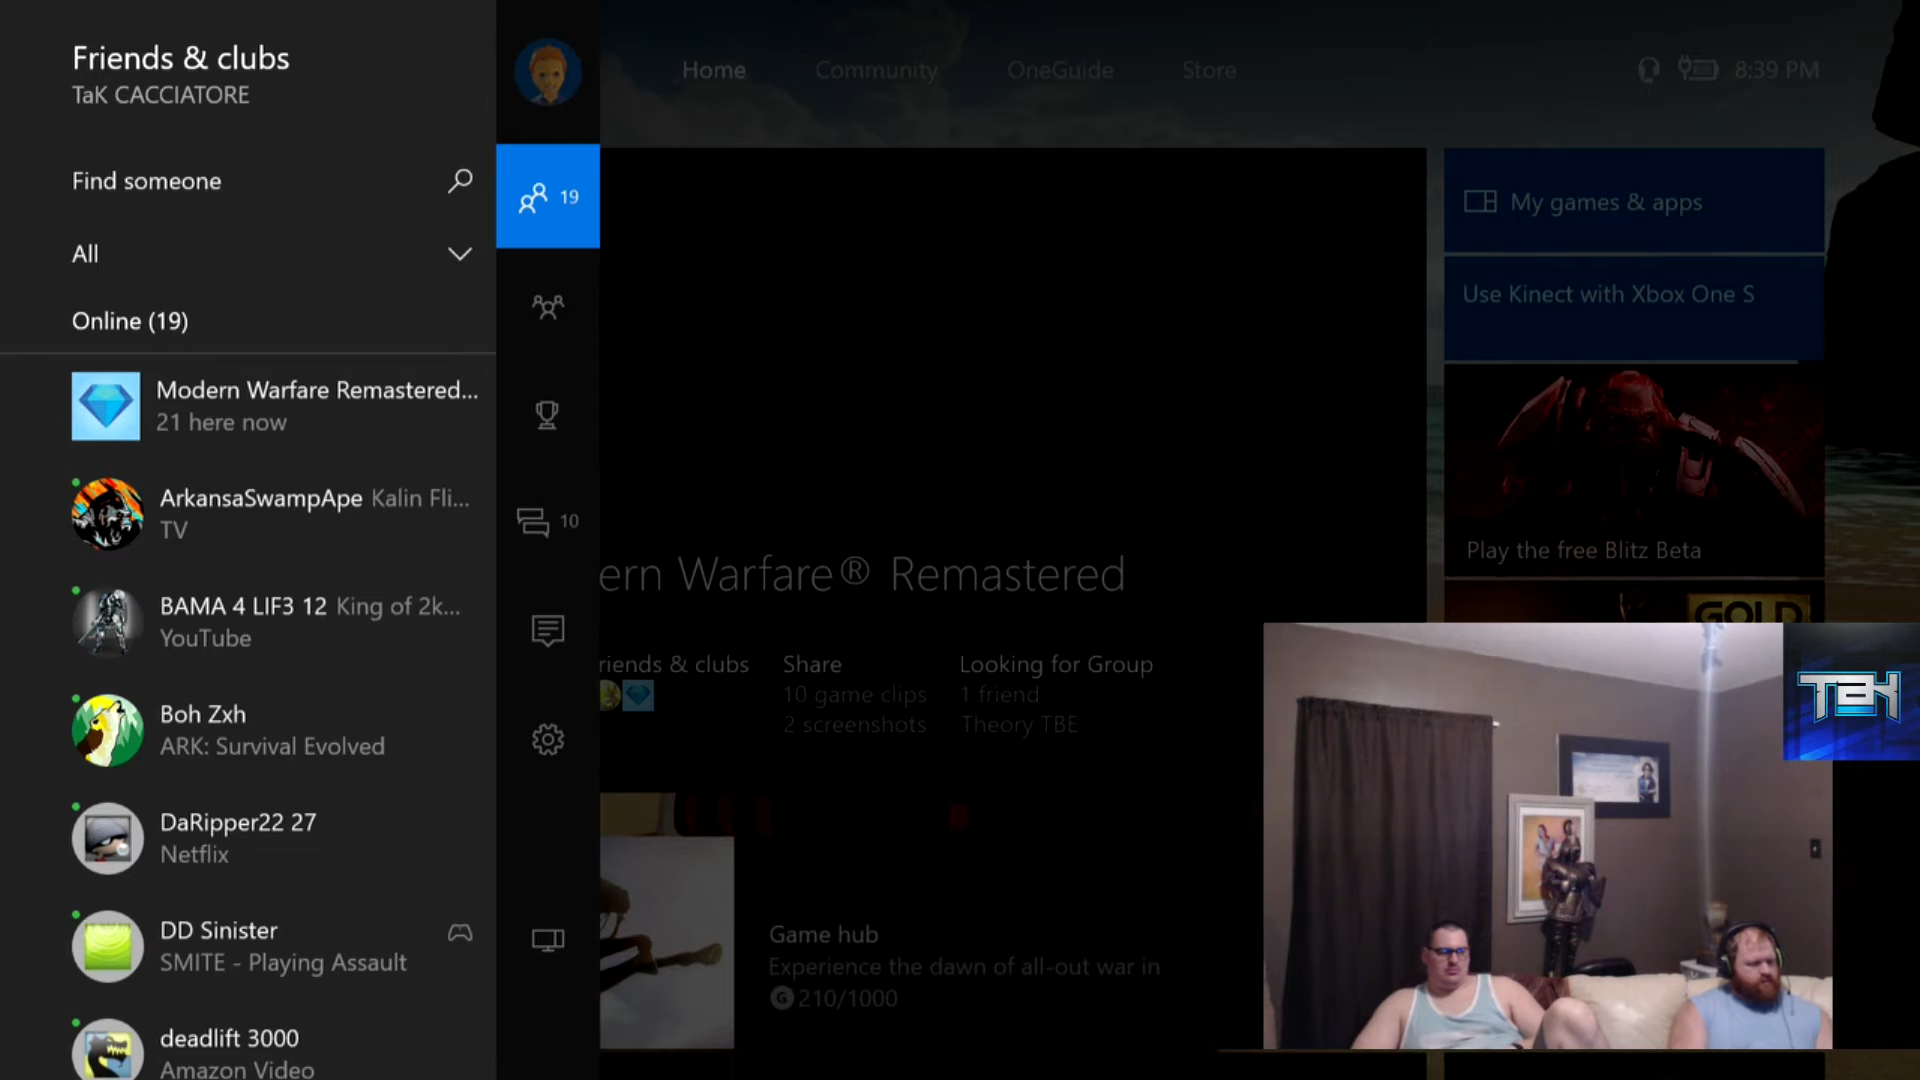 Friends & clubs
TaK CACCIATORE
Find someone
All
Online (19)
Modern Warfare Remastered...
21 here now
ArkansaSwampApe Kalin Fli...
TV
BAMA 4 LIF3 12 King of 2k...
YouTube
Boh Zxh
ARK: Survival Evolved
DaRipper22 27
Netflix
DD Sinister
SMITE - Playing Assault
deadlift 3000
Amazon Video
19
10
Home Community OneGuide Store
8:39 PM
My games & apps
Use Kinect with Xbox One S
Play the free Blitz Beta
GOLD
ern Warfare® Remastered
riends & clubs
Share
10 game clips
2 screenshots
Looking for Group
1 friend
Theory TBE
Game hub
Experience the dawn of all-out war in
G 210/1000
TBH